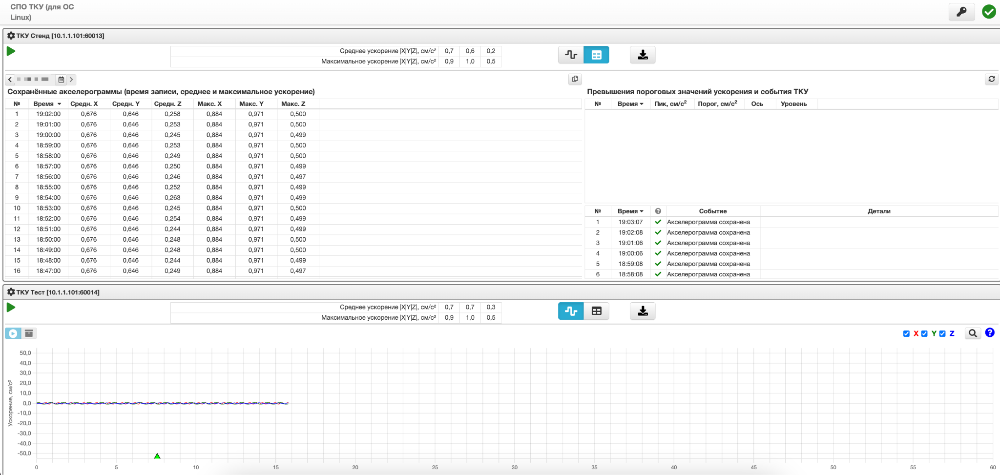 СПО ТКУ (для ОС
Linux)
ТКУ Стенд [10.1.1.101:60013]
Среднее ускорение |X|Y|Z|, см/с² 0,7 0,6 0,2
Максимальное ускорение |X|Y|Z|, см/с² 0,9 1,0 0,5
Сохранённые акселерограммы (время записи, среднее и максимальное ускорение)
№ Время Средн. X Средн. Y Средн. Z Макс. X Макс. Y Макс. Z
1 19:02:00 0,676 0,646 0,258 0,884 0,971 0,500
2 19:01:00 0,676 0,646 0,253 0,884 0,971 0,500
3 19:00:00 0,676 0,646 0,245 0,884 0,971 0,499
4 18:59:00 0,676 0,646 0,253 0,884 0,971 0,500
5 18:58:00 0,676 0,646 0,249 0,884 0,971 0,500
6 18:57:00 0,676 0,646 0,250 0,884 0,971 0,499
7 18:56:00 0,676 0,646 0,246 0,884 0,971 0,497
8 18:55:00 0,676 0,646 0,252 0,884 0,971 0,499
9 18:54:00 0,676 0,646 0,263 0,884 0,971 0,499
10 18:53:00 0,676 0,646 0,245 0,884 0,971 0,500
11 18:52:00 0,676 0,646 0,254 0,884 0,971 0,499
12 18:51:00 0,676 0,646 0,244 0,884 0,971 0,499
13 18:50:00 0,676 0,646 0,248 0,884 0,971 0,500
14 18:49:00 0,676 0,646 0,248 0,884 0,971 0,500
15 18:48:00 0,676 0,646 0,244 0,884 0,971 0,499
16 18:47:00 0,676 0,646 0,249 0,884 0,971 0,497
Превышения пороговых значений ускорения и события ТКУ
№ Время Пик, см/с² Порог, см/с² Ось Уровень
№ Время ? Событие Детали
1 19:03:07 Акселерограмма сохранена
2 19:02:08 Акселерограмма сохранена
3 19:01:06 Акселерограмма сохранена
4 19:00:06 Акселерограмма сохранена
5 18:59:08 Акселерограмма сохранена
6 18:58:08 Акселерограмма сохранена
ТКУ Тест [10.1.1.101:60014]
Среднее ускорение |X|Y|Z|, см/с² 0,7 0,7 0,3
Максимальное ускорение |X|Y|Z|, см/с² 0,9 1,0 0,5
X Y Z ?
Ускорение, см/с²
50,0
40,0
30,0
20,0
10,0
0,0
-10,0
-20,0
-30,0
-40,0
-50,0
0 5 10 15 20 25 30 35 40 45 50 55 60